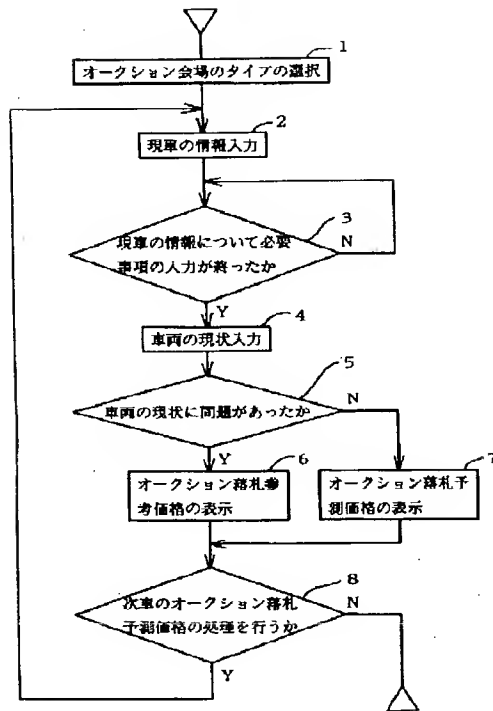 1
オークション会場のタイプの選択
2
現車の情報入力
3
現車の情報について必要
事項の入力が終ったか
N
Y
4
車両の現状入力
5
車両の現状に問題があったか
N
Y
6
オークション落札参
考価格の表示
7
オークション落札予
測価格の表示
8
次車のオークション落札
予測価格の処理を行うか
N
Y